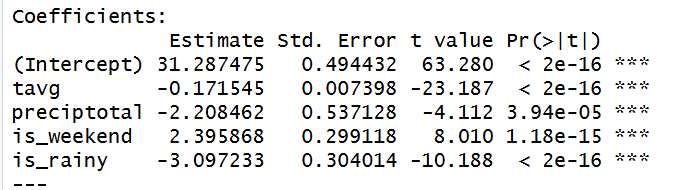 Coefficients:
             Estimate Std. Error t value Pr(>|t|)
(Intercept) 31.287475   0.494432  63.280  < 2e-16 ***
tavg        -0.171545   0.007398 -23.187  < 2e-16 ***
preciptotal -2.208462   0.537128  -4.112 3.94e-05 ***
is_weekend   2.395868   0.299118   8.010 1.18e-15 ***
is_rainy    -3.097233   0.304014 -10.188  < 2e-16 ***
---